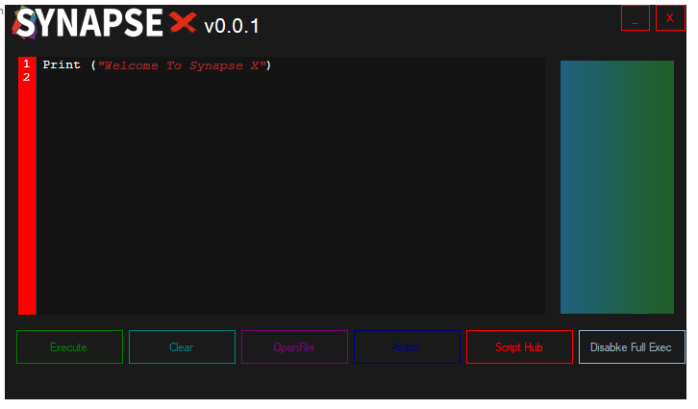 n
SYNAPSE X v0.0.1
_ X
1 Print ("Welcome To Synapse X")
2
Execute Clear OpenFile Attach Script Hub Disabke Full Exec